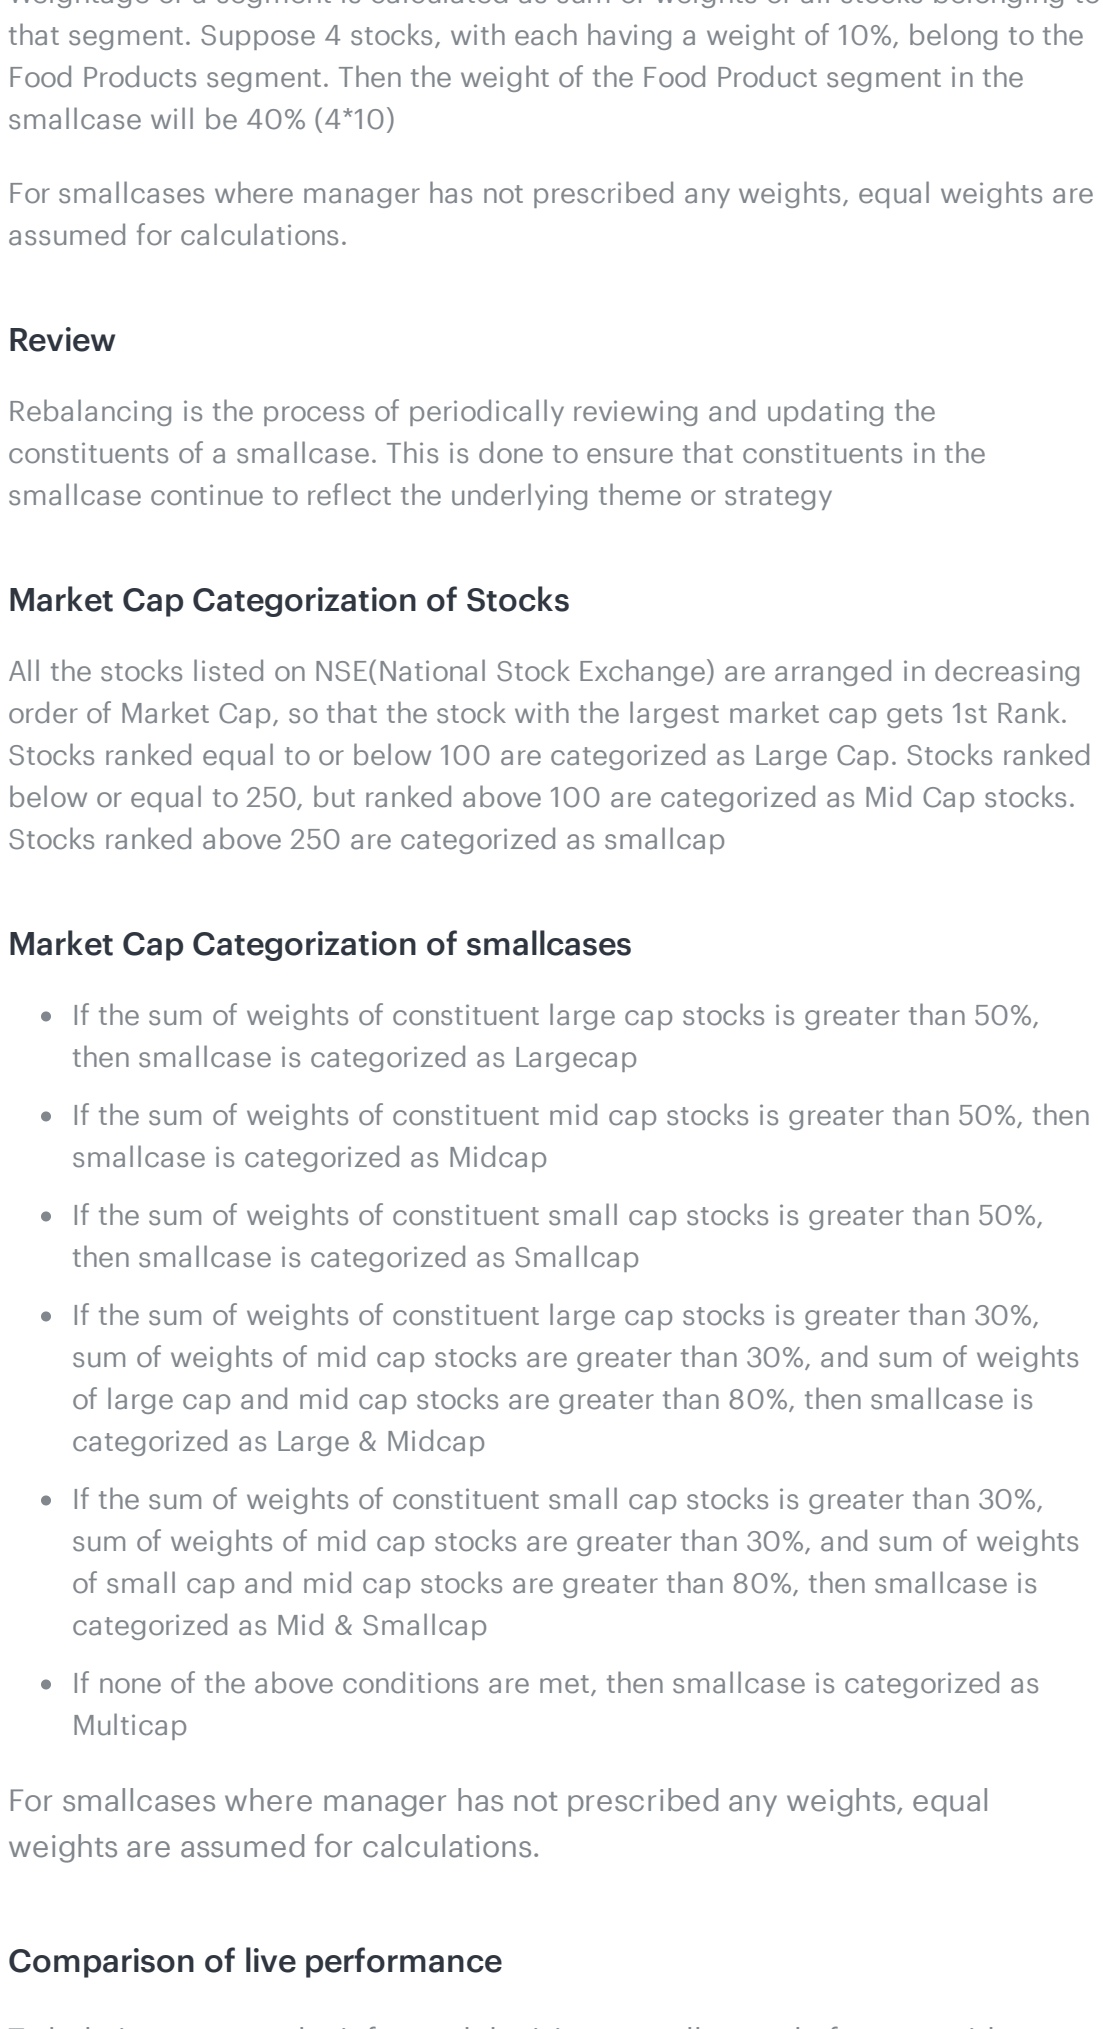 Weightage of a segment is calculated as sum of weights of all stocks belonging to
that segment. Suppose 4 stocks, with each having a weight of 10%, belong to the
Food Products segment. Then the weight of the Food Product segment in the
smallcase will be 40% (4*10)
For smallcases where manager has not prescribed any weights, equal weights are
assumed for calculations.
Review
Rebalancing is the process of periodically reviewing and updating the
constituents of a smallcase. This is done to ensure that constituents in the
smallcase continue to reflect the underlying theme or strategy
Market Cap Categorization of Stocks
All the stocks listed on NSE(National Stock Exchange) are arranged in decreasing
order of Market Cap, so that the stock with the largest market cap gets 1st Rank.
Stocks ranked equal to or below 100 are categorized as Large Cap. Stocks ranked
below or equal to 250, but ranked above 100 are categorized as Mid Cap stocks.
Stocks ranked above 250 are categorized as smallcap
Market Cap Categorization of smallcases
• If the sum of weights of constituent large cap stocks is greater than 50%,
then smallcase is categorized as Largecap
• If the sum of weights of constituent mid cap stocks is greater than 50%, then
smallcase is categorized as Midcap
• If the sum of weights of constituent small cap stocks is greater than 50%,
then smallcase is categorized as Smallcap
• If the sum of weights of constituent large cap stocks is greater than 30%,
sum of weights of mid cap stocks are greater than 30%, and sum of weights
of large cap and mid cap stocks are greater than 80%, then smallcase is
categorized as Large & Midcap
• If the sum of weights of constituent small cap stocks is greater than 30%,
sum of weights of mid cap stocks are greater than 30%, and sum of weights
of small cap and mid cap stocks are greater than 80%, then smallcase is
categorized as Mid & Smallcap
• If none of the above conditions are met, then smallcase is categorized as
Multicap
For smallcases where manager has not prescribed any weights, equal
weights are assumed for calculations.
Comparison of live performance